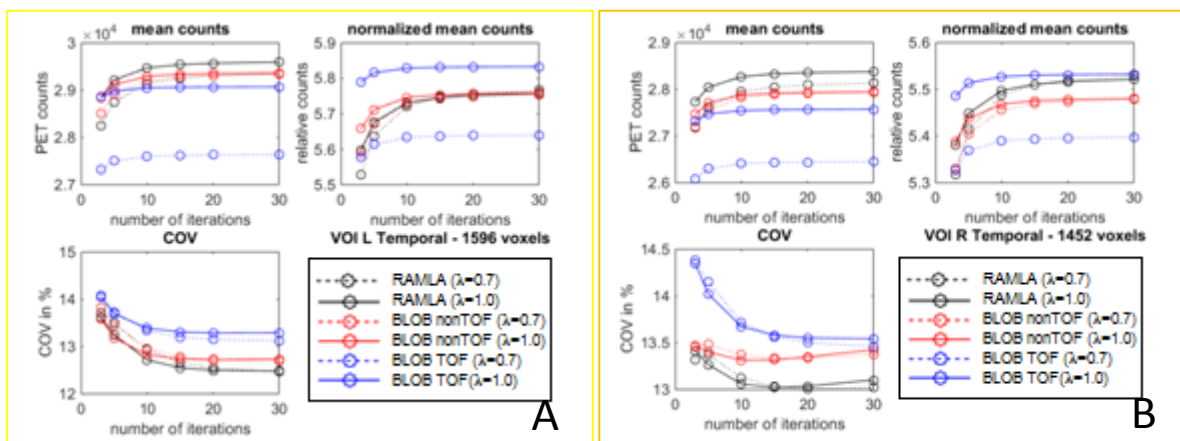 mean counts
×10⁴
3
2.9
2.8
2.7
PET counts
0 10 20 30
number of iterations
normalized mean counts
5.9
5.8
5.7
5.6
5.5
relative counts
0 10 20 30
number of iterations
COV
15
14
13
12
COV in %
0 10 20 30
number of iterations
VOI L Temporal - 1596 voxels
RAMLA (λ=0.7)
RAMLA (λ=1.0)
BLOB nonTOF (λ=0.7)
BLOB nonTOF (λ=1.0)
BLOB TOF (λ=0.7)
BLOB TOF(λ=1.0)
A
mean counts
×10⁴
2.9
2.8
2.7
2.6
PET counts
0 10 20 30
number of iterations
normalized mean counts
5.7
5.6
5.5
5.4
5.3
relative counts
0 10 20 30
number of iterations
COV
14.5
14
13.5
13
COV in %
0 10 20 30
number of iterations
VOI R Temporal - 1452 voxels
RAMLA (λ=0.7)
RAMLA (λ=1.0)
BLOB nonTOF (λ=0.7)
BLOB nonTOF (λ=1.0)
BLOB TOF (λ=0.7)
BLOB TOF(λ=1.0)
B